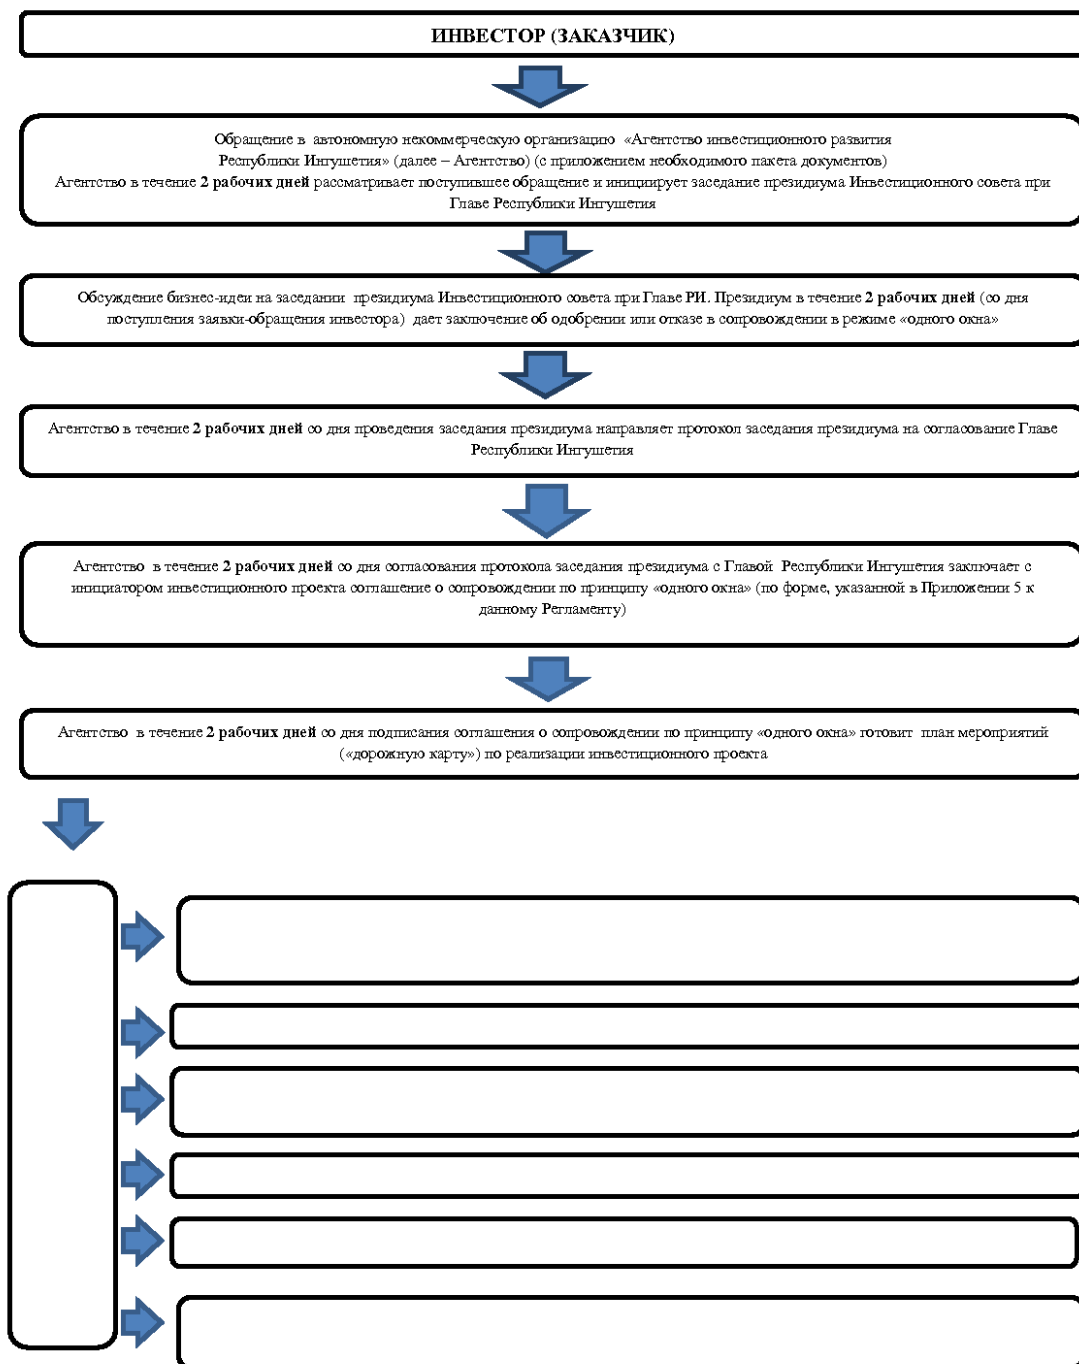 ИНВЕСТОР (ЗАКАЗЧИК)
Обращение в автономную некоммерческую организацию «Агентство инвестиционного развития
Республики Ингушетия» (далее – Агентство) (с приложением необходимого пакета документов)
Агентство в течение 2 рабочих дней рассматривает поступившее обращение и инициирует заседание президиума Инвестиционного совета при
Главе Республики Ингушетия
Обсуждение бизнес-идеи на заседании президиума Инвестиционного совета при Главе РИ. Президиум в течение 2 рабочих дней (со дня
поступления заявки-обращения инвестора) дает заключение об одобрении или отказе в сопровождении в режиме «одного окна»
Агентство в течение 2 рабочих дней со дня проведения заседания президиума направляет протокол заседания президиума на согласование Главе
Республики Ингушетия
Агентство в течение 2 рабочих дней со дня согласования протокола заседания президиума с Главой Республики Ингушетия заключает с
инициатором инвестиционного проекта соглашение о сопровождении по принципу «одного окна» (по форме, указанной в Приложении 5 к
данному Регламенту)
Агентство в течение 2 рабочих дней со дня подписания соглашения о сопровождении по принципу «одного окна» готовит план мероприятий
(«дорожную карту») по реализации инвестиционного проекта